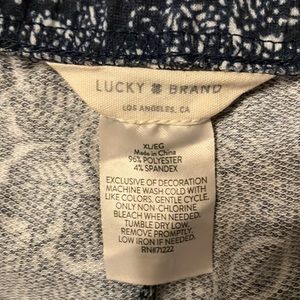 LUCKY BRAND
LOS ANGELES, CA
XL/EG
Made in China
96% POLYESTER
4% SPANDEX
EXCLUSIVE OF DECORATION
MACHINE WASH COLD WITH
LIKE COLORS. GENTLE CYCLE.
ONLY NON-CHLORINE
BLEACH WHEN NEEDED.
TUMBLE DRY LOW.
REMOVE PROMPTLY.
LOW IRON IF NEEDED.
RN#71222